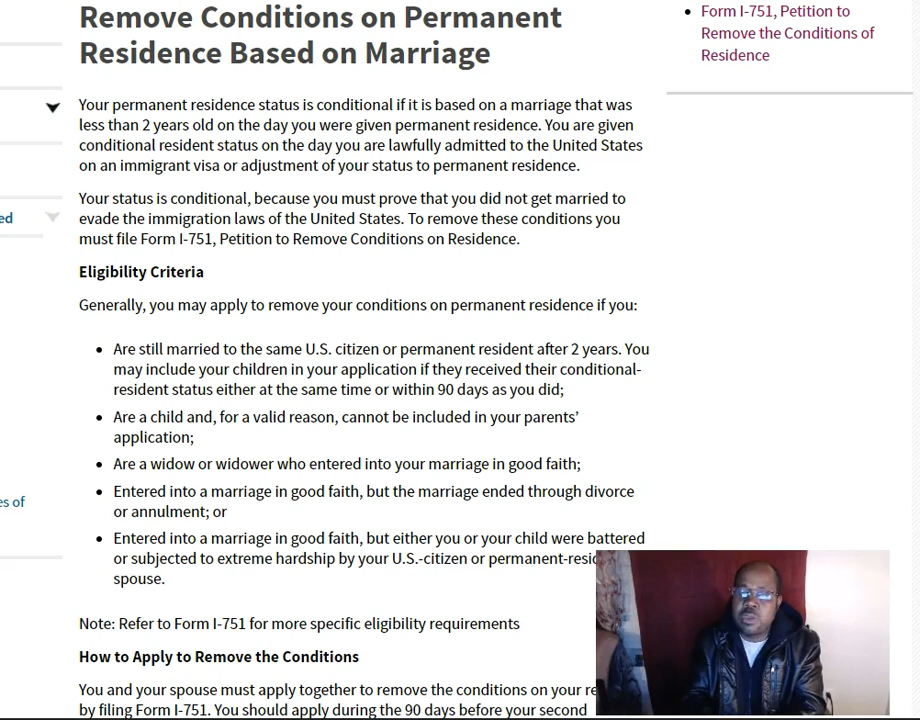 Remove Conditions on Permanent
Residence Based on Marriage
Your permanent residence status is conditional if it is based on a marriage that was
less than 2 years old on the day you were given permanent residence. You are given
conditional resident status on the day you are lawfully admitted to the United States
on an immigrant visa or adjustment of your status to permanent residence.
Your status is conditional, because you must prove that you did not get married to
evade the immigration laws of the United States. To remove these conditions you
must file Form I-751, Petition to Remove Conditions on Residence.
Eligibility Criteria
Generally, you may apply to remove your conditions on permanent residence if you:
• Are still married to the same U.S. citizen or permanent resident after 2 years. You
may include your children in your application if they received their conditional-
resident status either at the same time or within 90 days as you did;
• Are a child and, for a valid reason, cannot be included in your parents’
application;
• Are a widow or widower who entered into your marriage in good faith;
• Entered into a marriage in good faith, but the marriage ended through divorce
or annulment; or
• Entered into a marriage in good faith, but either you or your child were battered
or subjected to extreme hardship by your U.S.-citizen or permanent-resid
spouse.
Note: Refer to Form I-751 for more specific eligibility requirements
How to Apply to Remove the Conditions
You and your spouse must apply together to remove the conditions on your re
by filing Form I-751. You should apply during the 90 days before your second
• Form I-751, Petition to
Remove the Conditions of
Residence
ed
es of